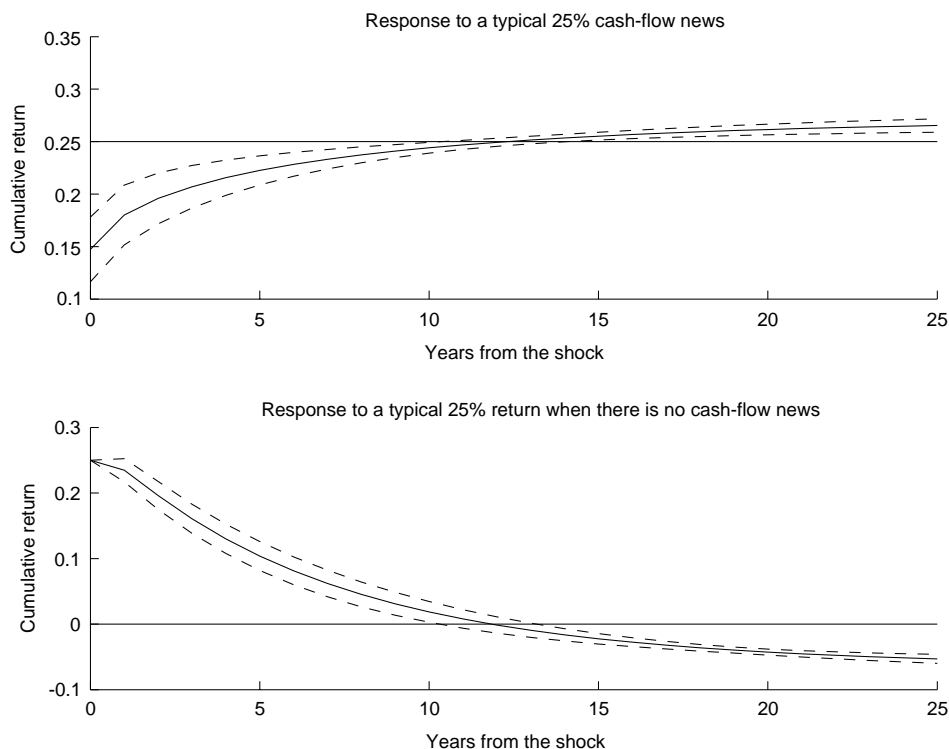 Response to a typical 25% cash-flow news
0.35
0.3
0.25
0.2
0.15
0.1
Cumulative return
0 5 10 15 20 25
Years from the shock
Response to a typical 25% return when there is no cash-flow news
0.3
0.2
0.1
0
-0.1
Cumulative return
0 5 10 15 20 25
Years from the shock